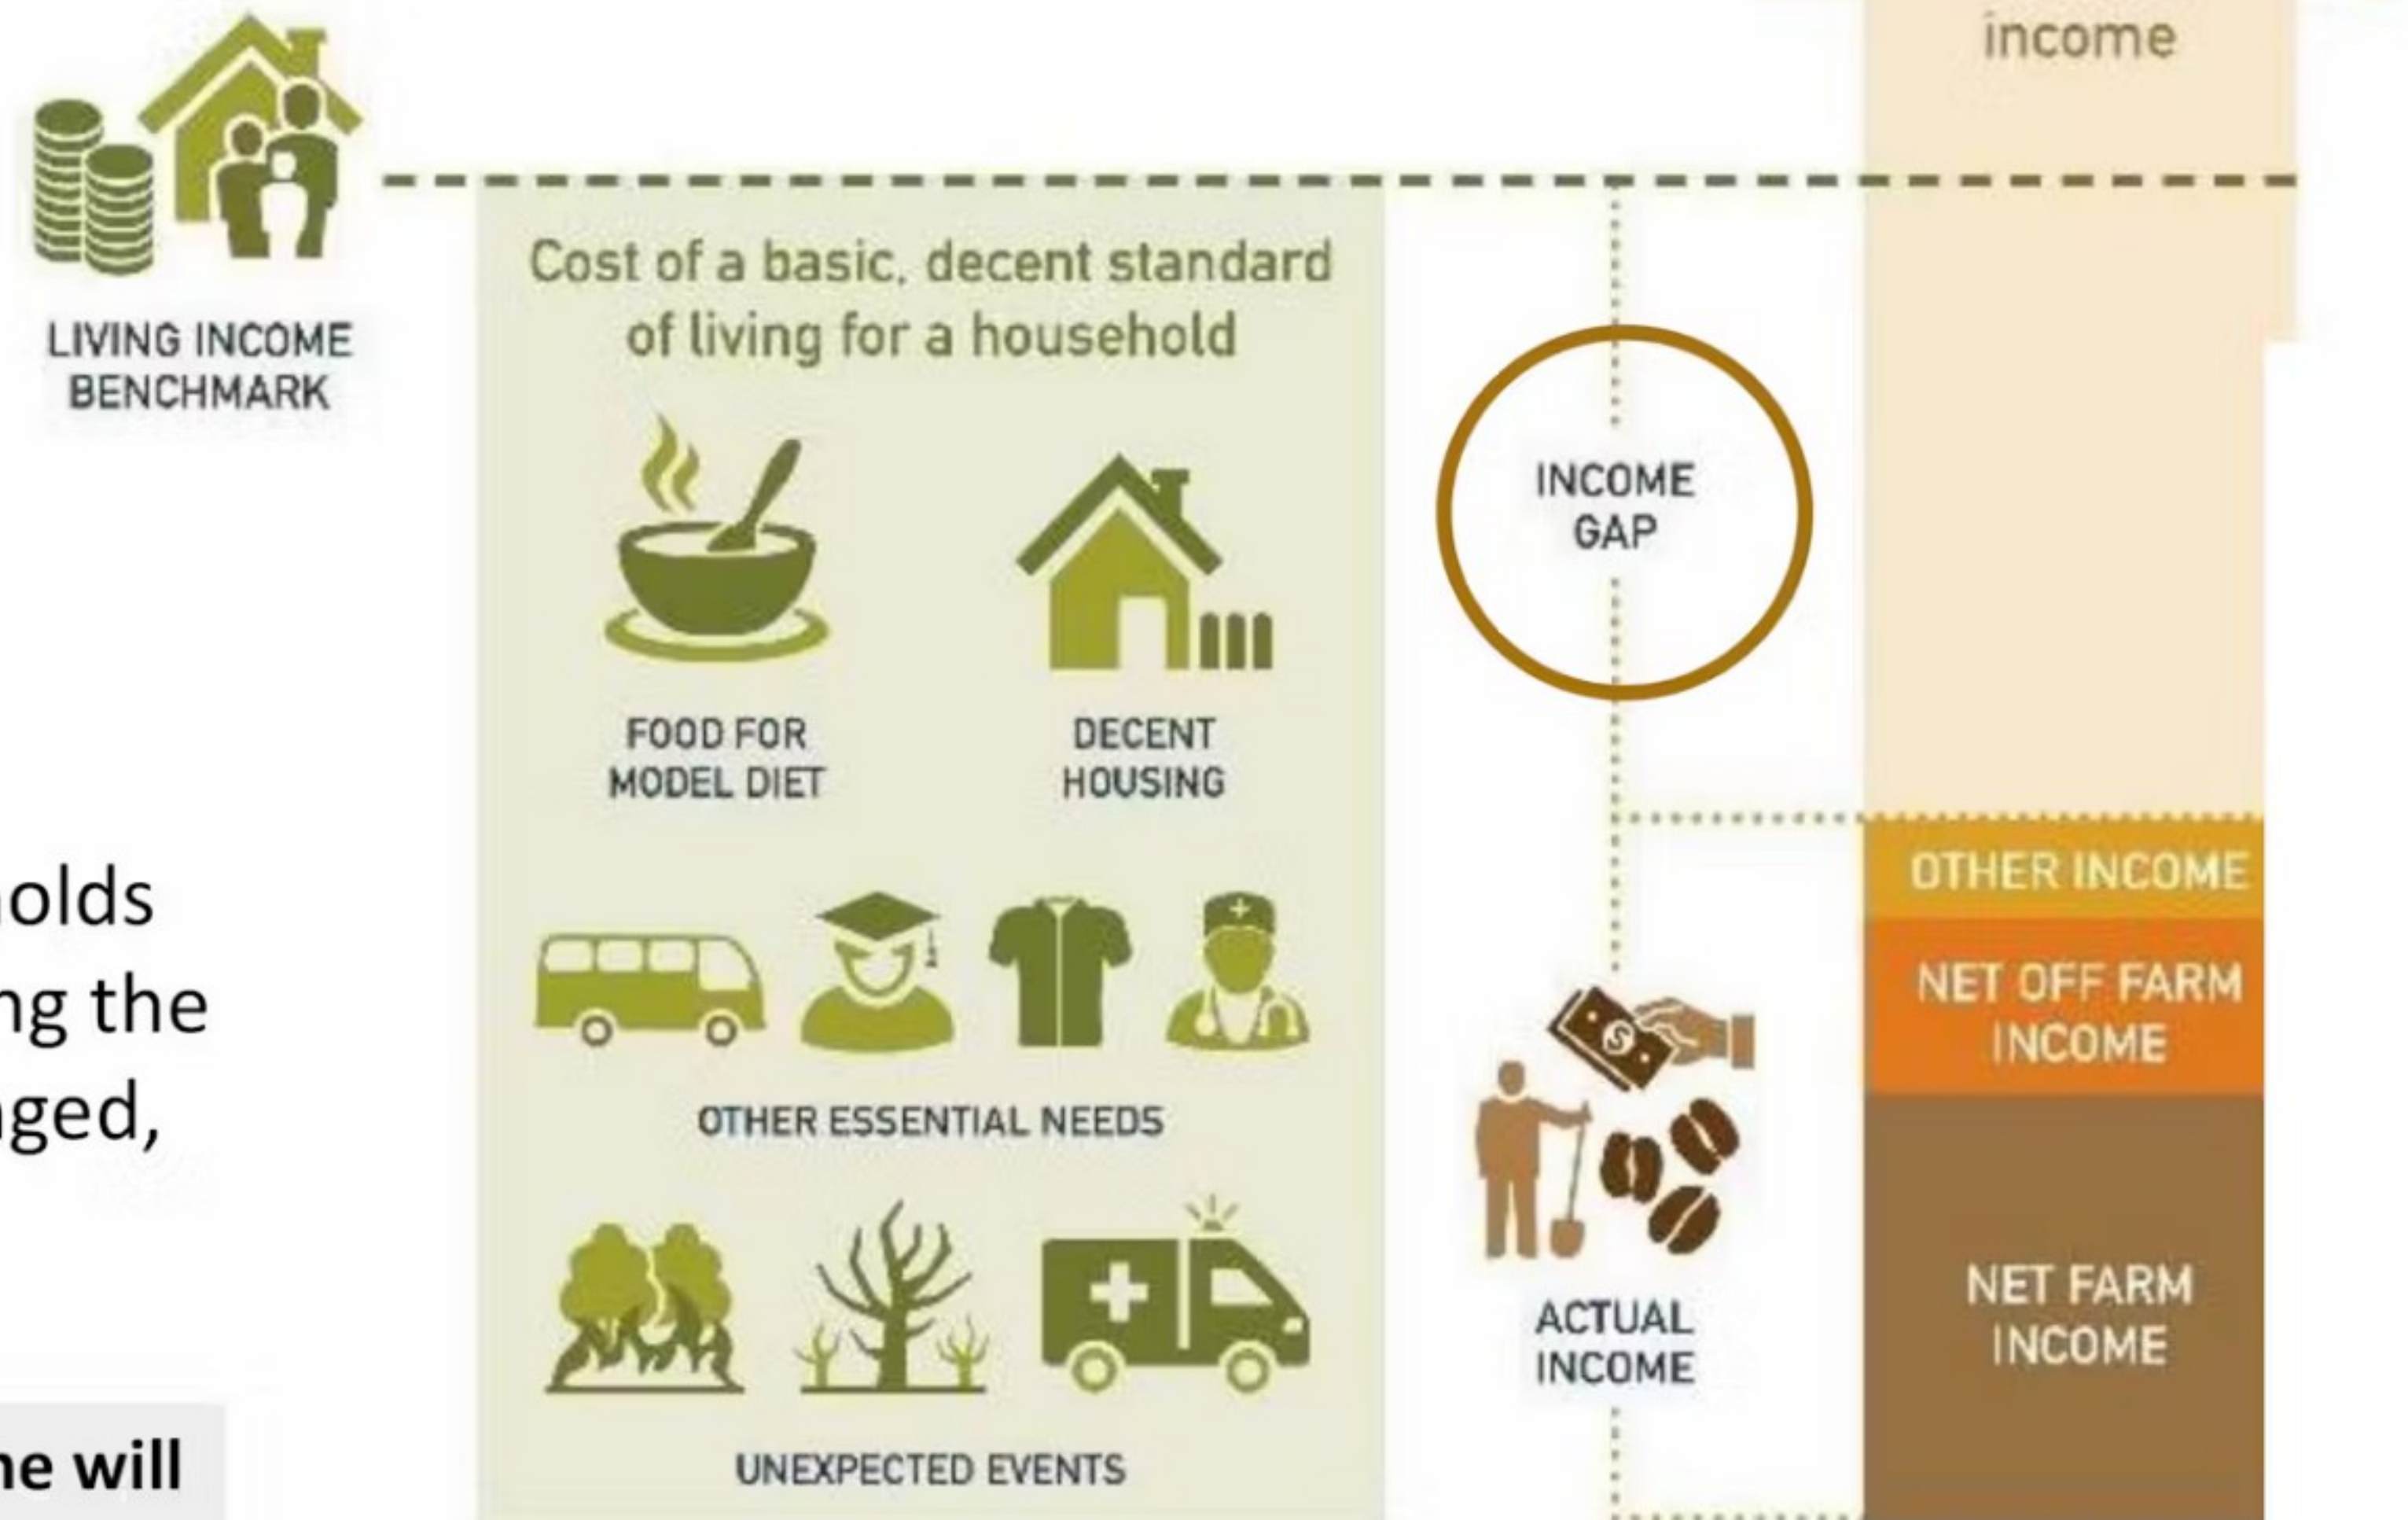 income
LIVING INCOME
BENCHMARK
Cost of a basic, decent standard
of living for a household
FOOD FOR
MODEL DIET
DECENT
HOUSING
OTHER ESSENTIAL NEEDS
UNEXPECTED EVENTS
INCOME
GAP
ACTUAL
INCOME
OTHER INCOME
NET OFF FARM
INCOME
NET FARM
INCOME
olds
ng the
ged,
ne will